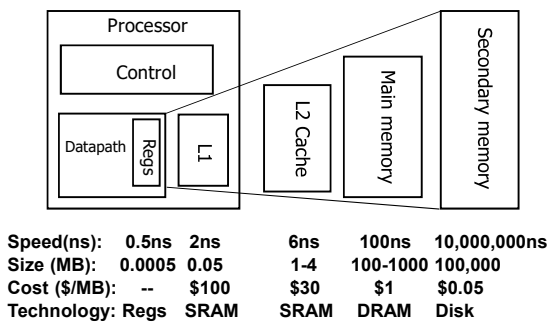 Processor
Control
Datapath
Regs
L1
L2 Cache
Main memory
Secondary memory
Speed(ns): 0.5ns 2ns 6ns 100ns 10,000,000ns
Size (MB): 0.0005 0.05 1-4 100-1000 100,000
Cost ($/MB): -- $100 $30 $1 $0.05
Technology: Regs SRAM SRAM DRAM Disk